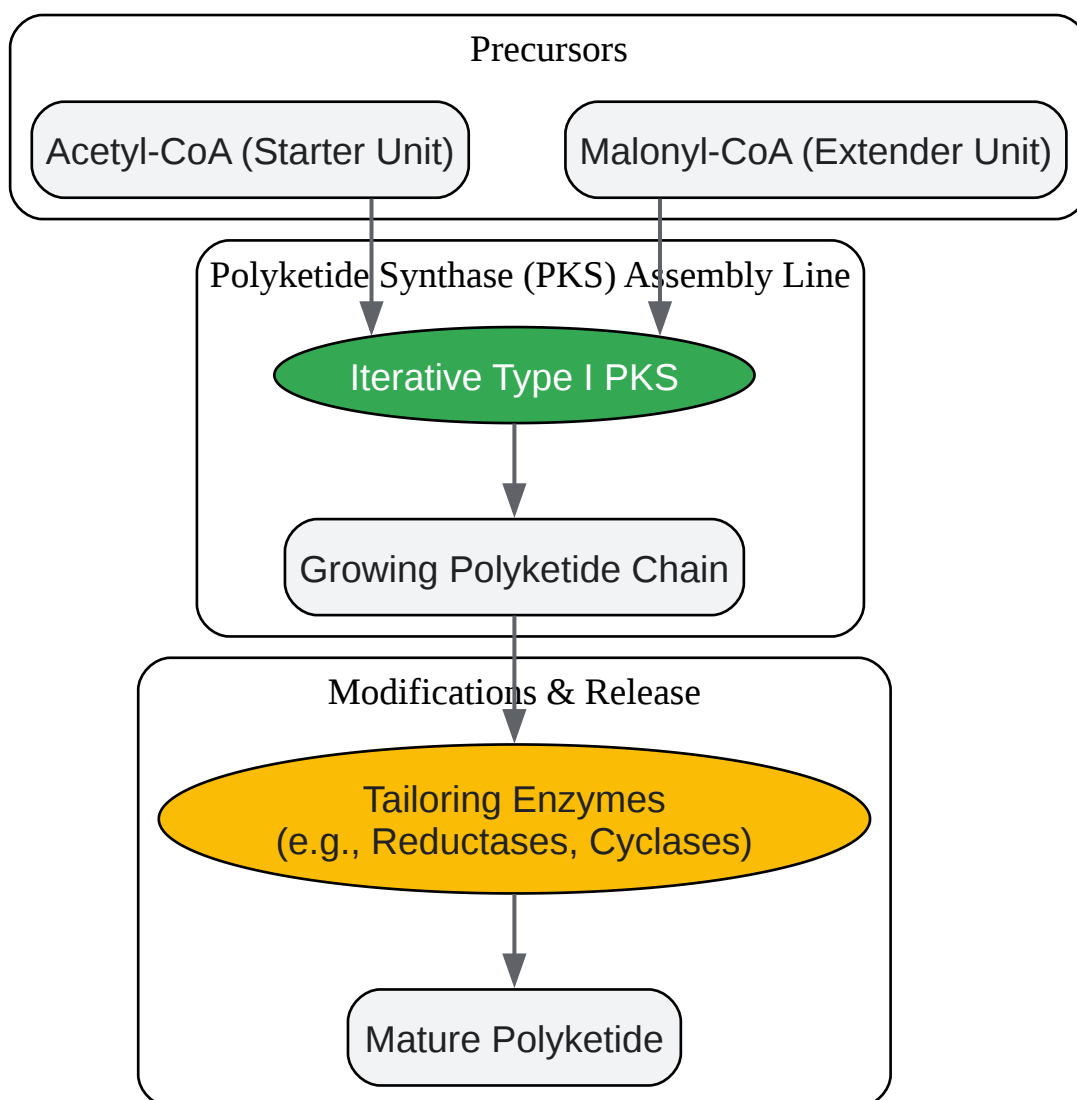 Precursors
Acetyl-CoA (Starter Unit)
Malonyl-CoA (Extender Unit)
Polyketide Synthase (PKS) Assembly Line
Iterative Type I PKS
Growing Polyketide Chain
Modifications & Release
Tailoring Enzymes
(e.g., Reductases, Cyclases)
Mature Polyketide